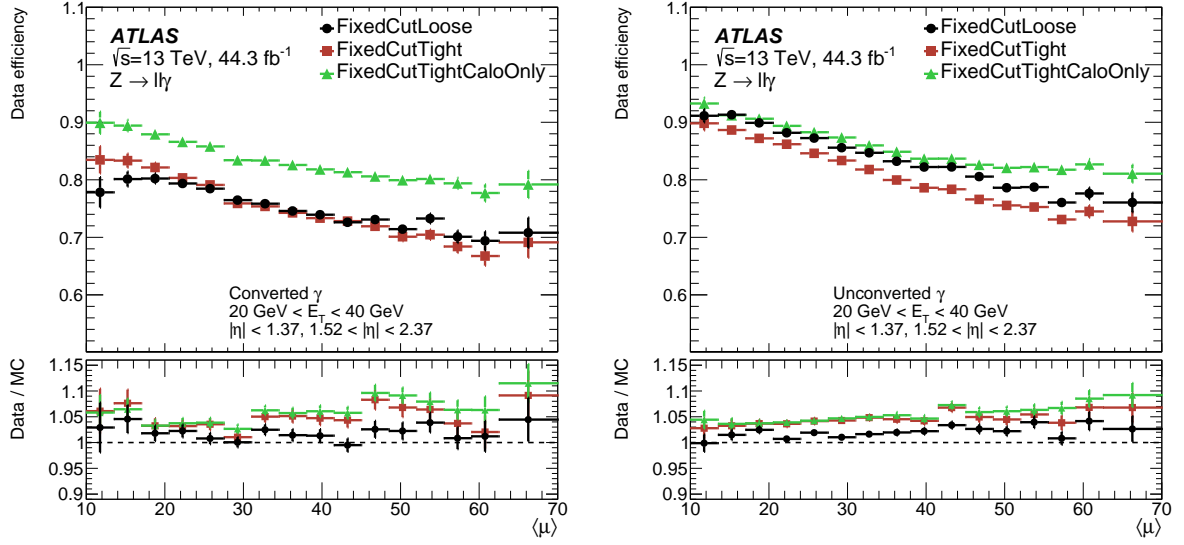 Data efficiency
1.1
1
0.9
0.8
0.7
0.6
ATLAS
√s=13 TeV, 44.3 fb⁻¹
Z → llγ
FixedCutLoose
FixedCutTight
FixedCutTightCaloOnly
Converted γ
20 GeV < E_T < 40 GeV
|η| < 1.37, 1.52 < |η| < 2.37
Data / MC
1.15
1.1
1.05
1
0.95
0.9
10 20 30 40 50 60 70
⟨μ⟩
Data efficiency
1.1
1
0.9
0.8
0.7
0.6
ATLAS
√s=13 TeV, 44.3 fb⁻¹
Z → llγ
FixedCutLoose
FixedCutTight
FixedCutTightCaloOnly
Unconverted γ
20 GeV < E_T < 40 GeV
|η| < 1.37, 1.52 < |η| < 2.37
Data / MC
1.15
1.1
1.05
1
0.95
0.9
10 20 30 40 50 60 70
⟨μ⟩